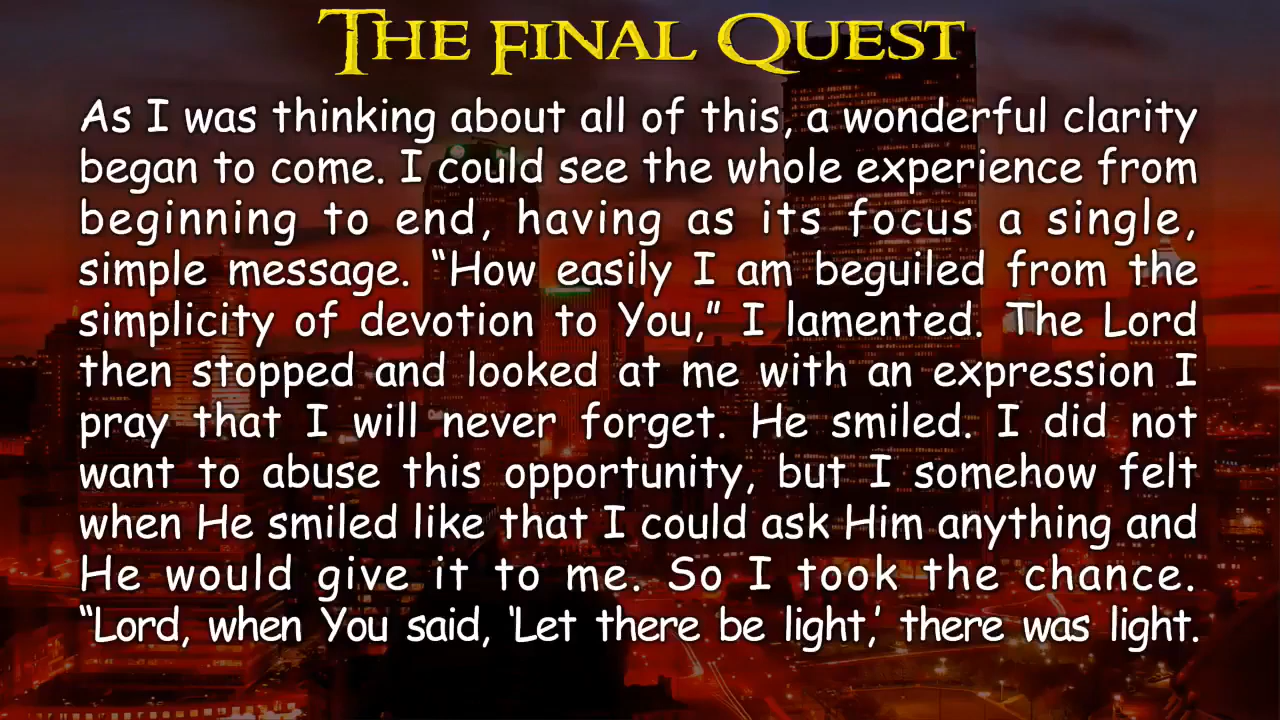 The Final Quest
As I was thinking about all of this, a wonderful clarity
began to come. I could see the whole experience from
beginning to end, having as its focus a single,
simple message. “How easily I am beguiled from the
simplicity of devotion to You,” I lamented. The Lord
then stopped and looked at me with an expression I
pray that I will never forget. He smiled. I did not
want to abuse this opportunity, but I somehow felt
when He smiled like that I could ask Him anything and
He would give it to me. So I took the chance.
“Lord, when You said, ‘Let there be light,’ there was light.